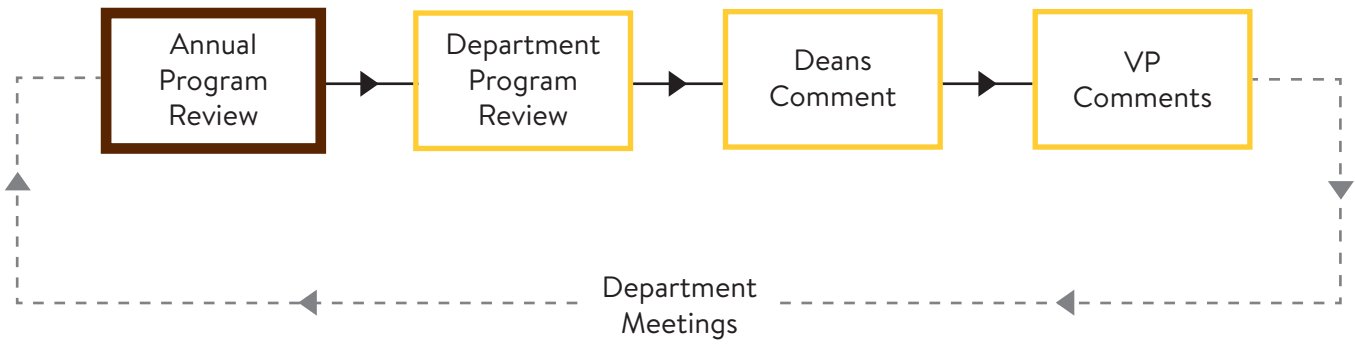 Annual
Program
Review
Department
Program
Review
Deans
Comment
VP
Comments
Department
Meetings